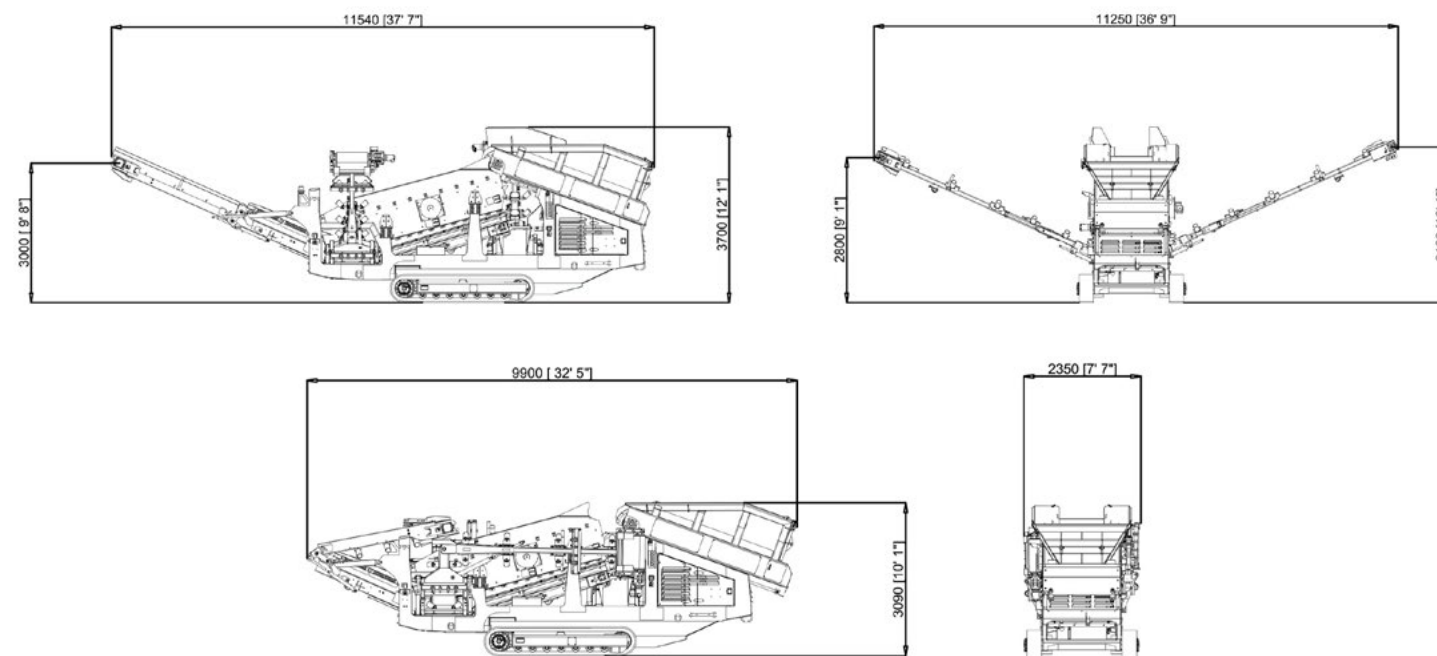 11540 [37' 7"]
11250 [36' 9"]
3000 [ 9' 8"]
3700 [12' 1"]
2800 [9' 1"]
9900 [ 32' 5"]
2350 [7' 7"]
3090 [10' 1"]